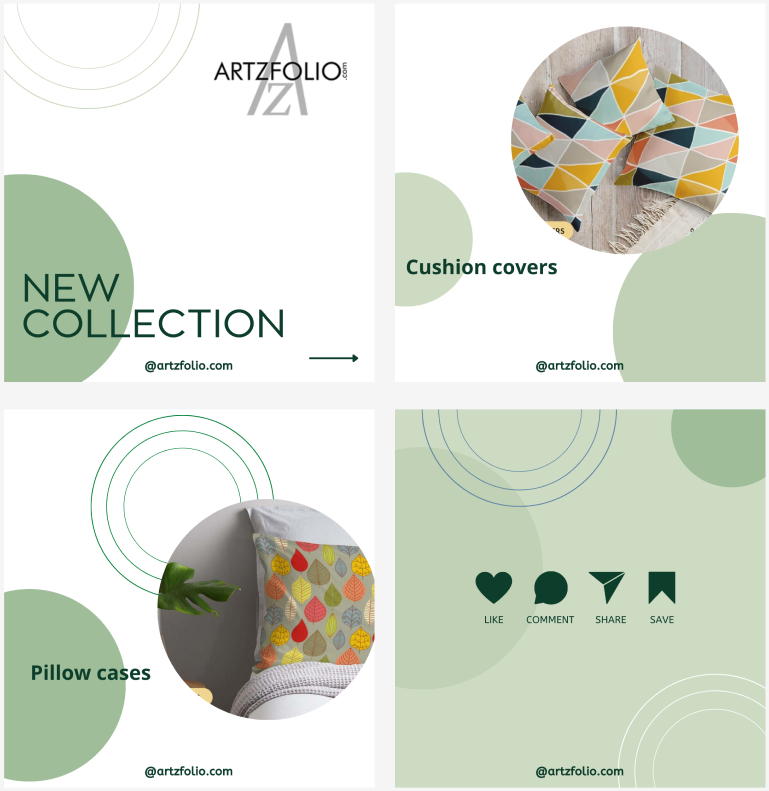 ARTZFOLIO.com
AZ
NEW
COLLECTION
@artzfolio.com
Cushion covers
@artzfolio.com
Pillow cases
@artzfolio.com
LIKE COMMENT SHARE SAVE
@artzfolio.com